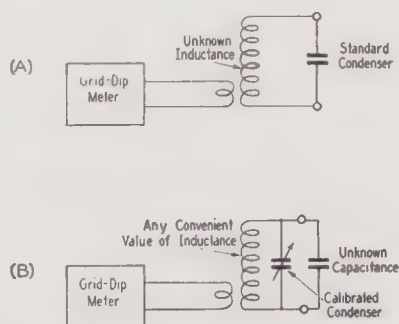 Unknown
Inductance
Standard
Condenser
(A)
Grid-Dip
Meter
Any Convenient
Value of Inductance
Unknown
Capacitance
(B)
Grid-Dip
Meter
Calibrated
Condenser